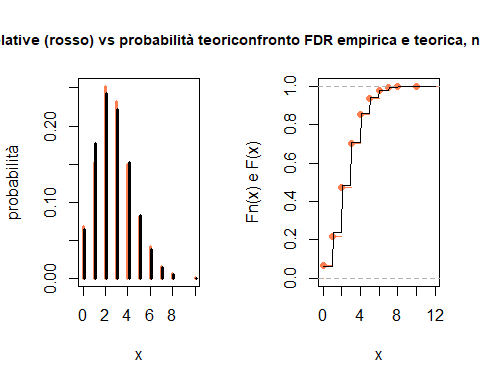 lative (rosso) vs probabilità teoriconfronto FDR empirica e teorica, n
probabilità
0.00
0.10
0.20
0 2 4 6 8
x
Fn(x) e F(x)
0.0
0.2
0.4
0.6
0.8
1.0
0 4 8 12
x